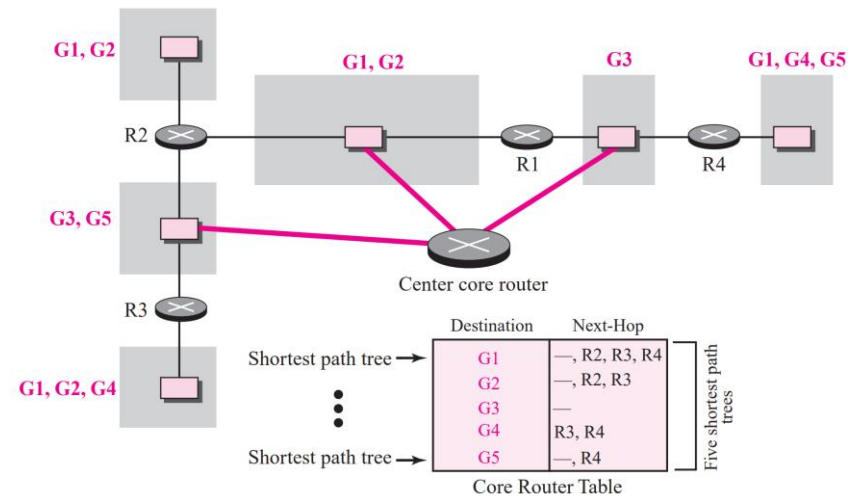 G1, G2
G1, G2
G3
G1, G4, G5
R2
R1
R4
G3, G5
Center core router
R3
G1, G2, G4
Destination Next-Hop
Shortest path tree G1 —, R2, R3, R4
G2 —, R2, R3
G3 —
G4 R3, R4
Shortest path tree G5 —, R4
Five shortest path
trees
Core Router Table